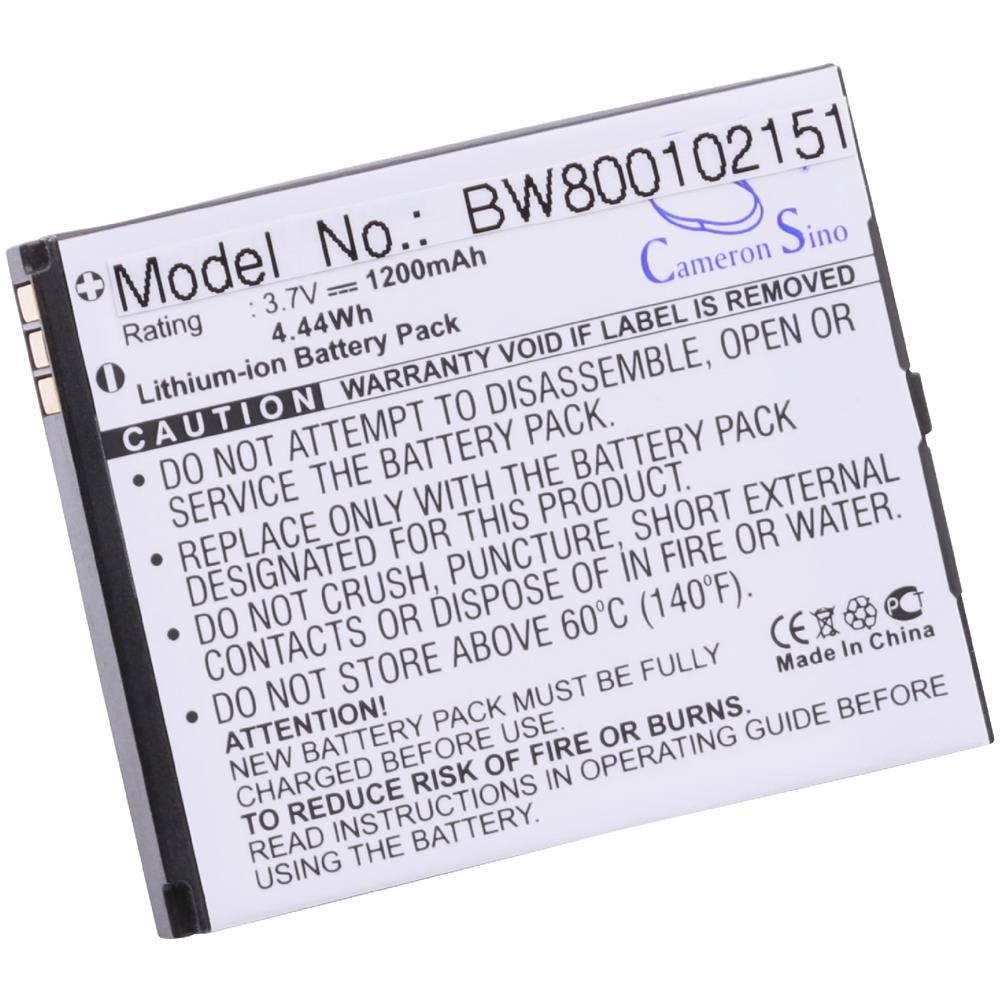 Model No.: BW800102151
Cameron Sino
Rating : 3.7V 1200mAh
4.44Wh
Lithium-ion Battery Pack
CAUTION WARRANTY VOID IF LABEL IS REMOVED
• DO NOT ATTEMPT TO DISASSEMBLE, OPEN OR
SERVICE THE BATTERY PACK.
• REPLACE ONLY WITH THE BATTERY PACK
DESIGNATED FOR THIS PRODUCT.
• DO NOT CRUSH, PUNCTURE, SHORT EXTERNAL
CONTACTS OR DISPOSE OF IN FIRE OR WATER.
• DO NOT STORE ABOVE 60°C (140°F).
ATTENTION!
NEW BATTERY PACK MUST BE FULLY
CHARGED BEFORE USE.
TO REDUCE RISK OF FIRE OR BURNS.
READ INSTRUCTIONS IN OPERATING GUIDE BEFORE
USING THE BATTERY.
CE PCT
Made In China